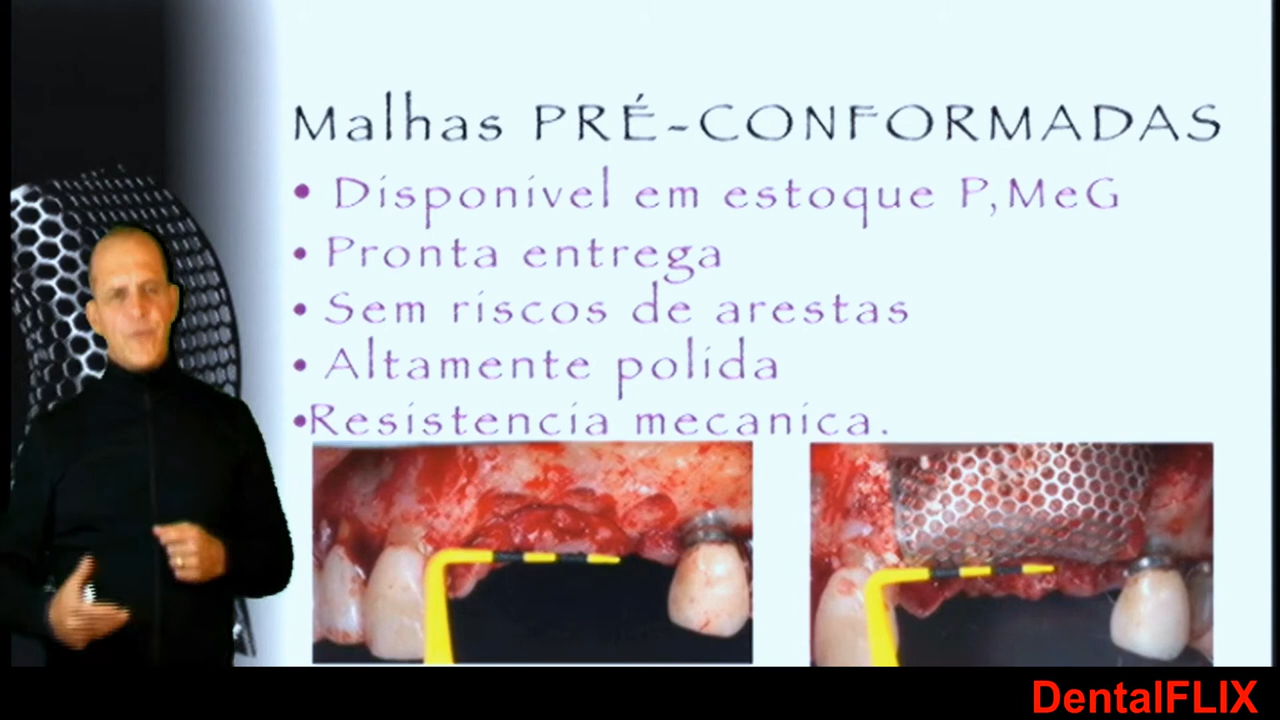 Malhas PRÉ-CONFORMADAS
• Disponivel em estoque P,MeG
• Pronta entrega
• Sem riscos de arestas
• Altamente polida
•Resistencia mecanica.
DentalFLIX